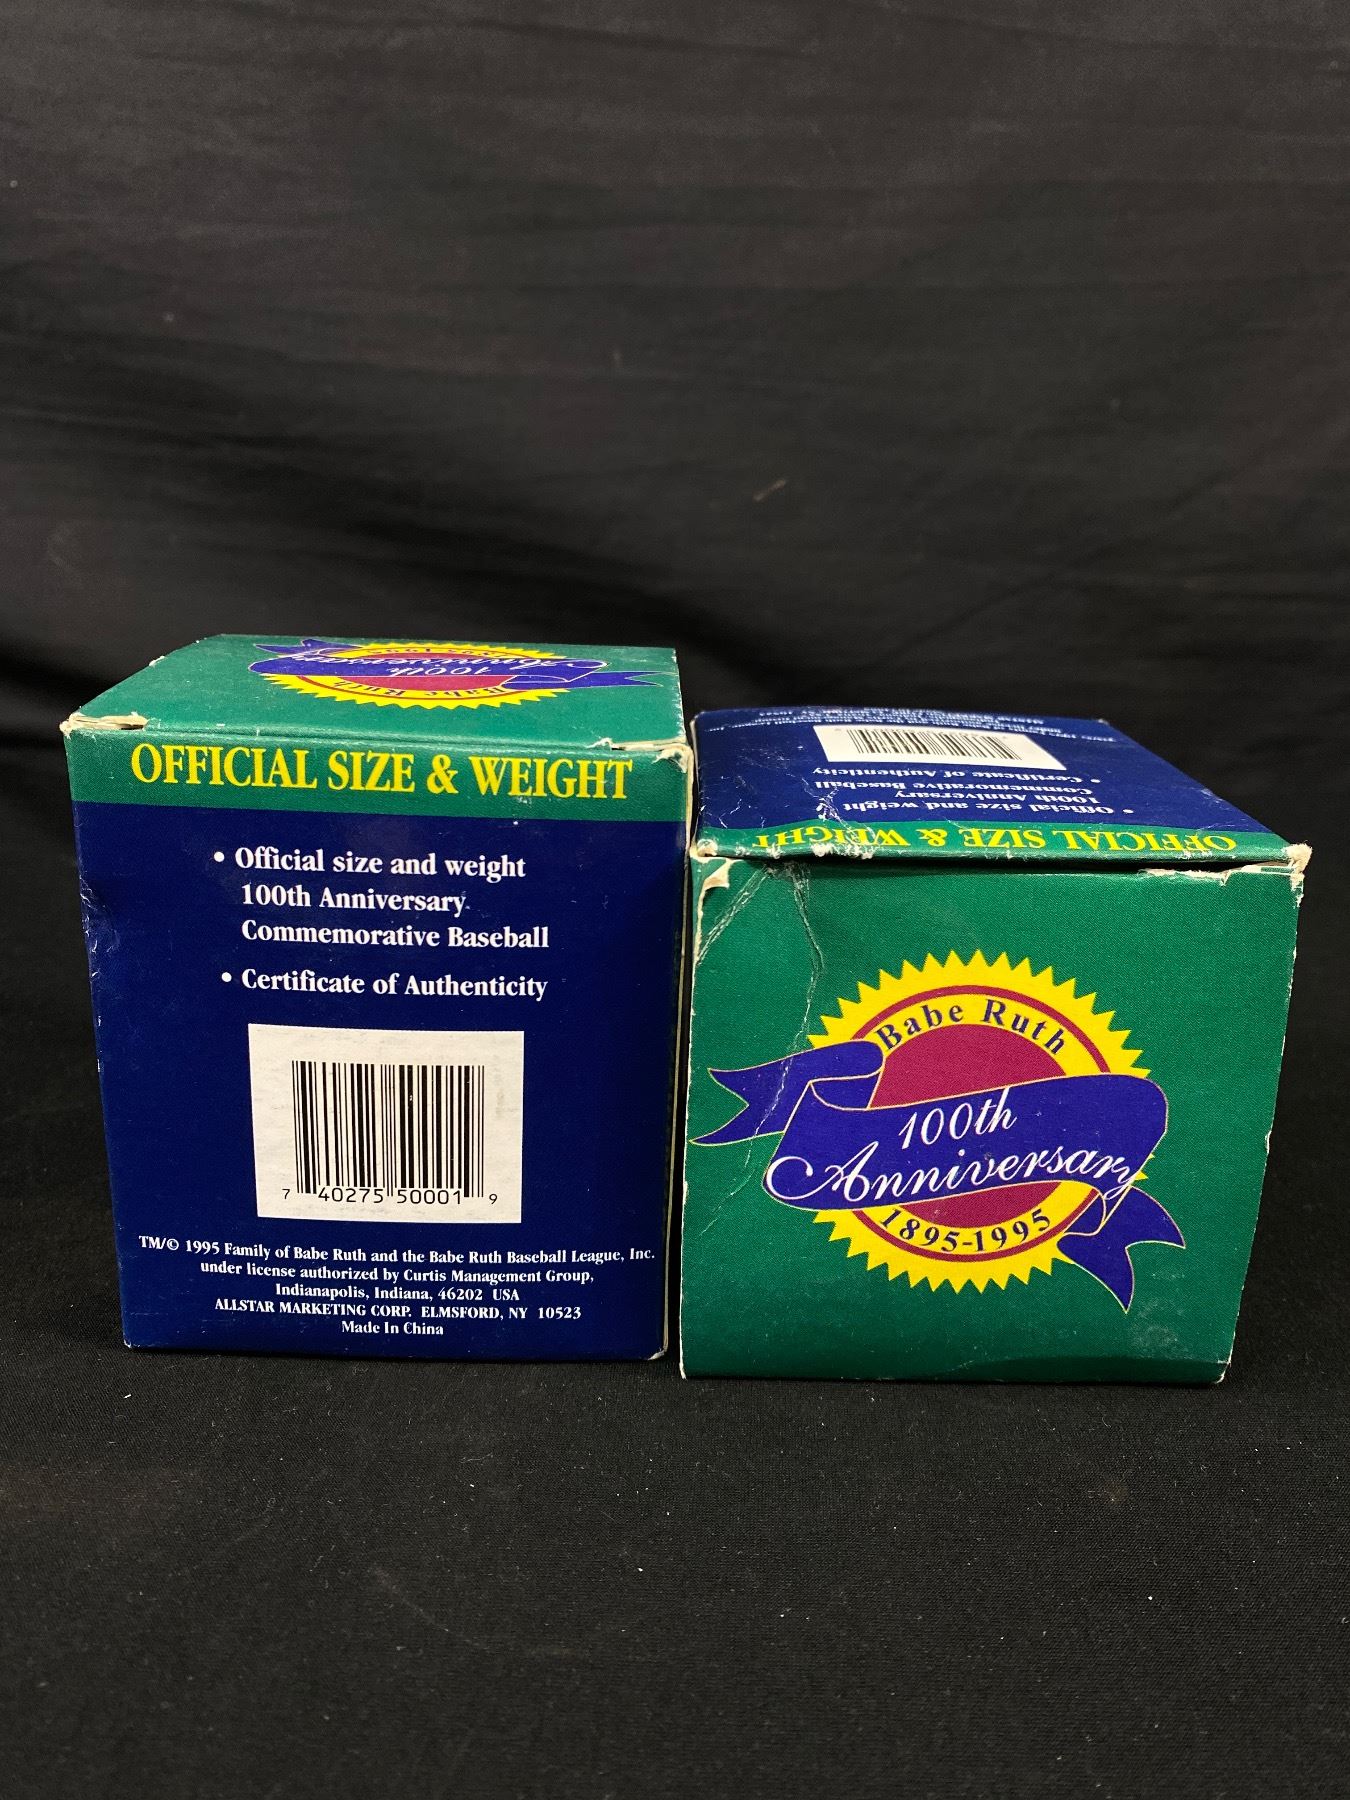 100th
Anniversary
Babe Ruth
OFFICIAL SIZE & WEIGHT
• Official size and weight
100th Anniversary
Commemorative Baseball
• Certificate of Authenticity
7 40275 50001 9
TM/© 1995 Family of Babe Ruth and the Babe Ruth Baseball League, Inc.
under license authorized by Curtis Management Group,
Indianapolis, Indiana, 46202 USA
ALLSTAR MARKETING CORP. ELMSFORD, NY 10523
Made In China
OFFICIAL SIZE & WEIGHT
• Official size and weight
100th Anniversary
Commemorative Baseball
• Certificate of Authenticity
Babe Ruth
100th
Anniversary
1895-1995